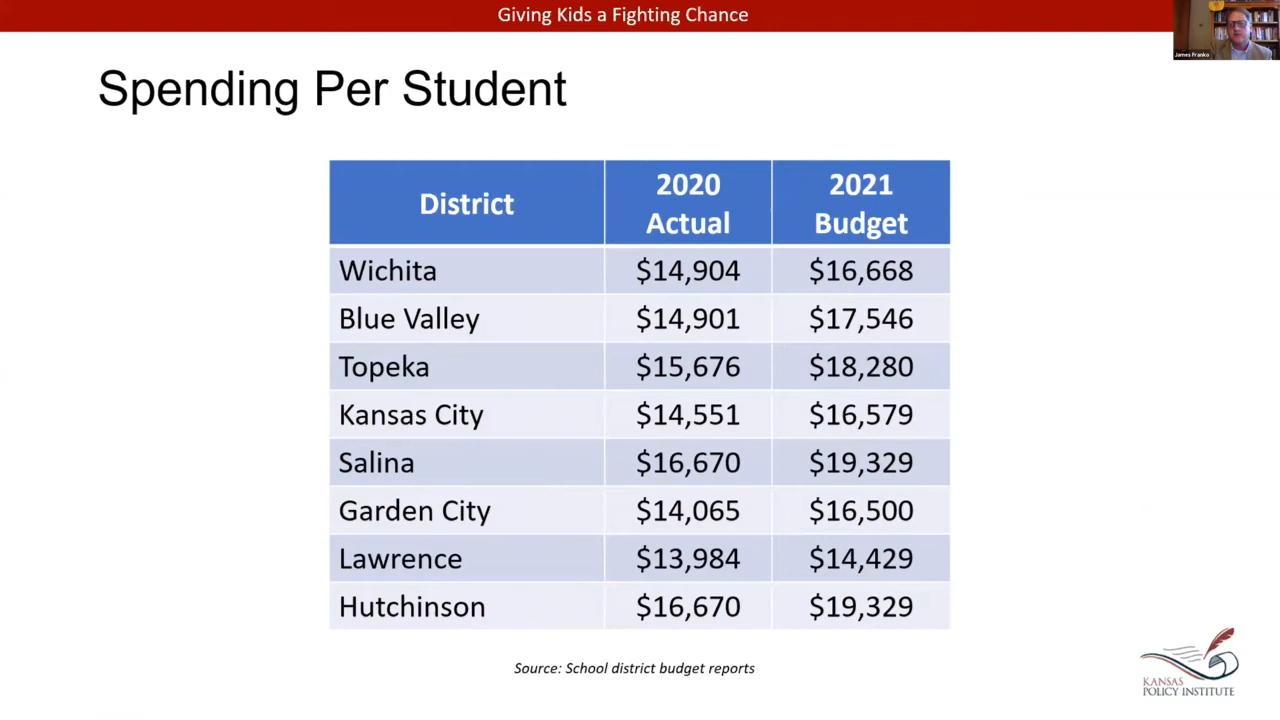 Giving Kids a Fighting Chance
James Franko
Spending Per Student
District 2020 Actual 2021 Budget
Wichita $14,904 $16,668
Blue Valley $14,901 $17,546
Topeka $15,676 $18,280
Kansas City $14,551 $16,579
Salina $16,670 $19,329
Garden City $14,065 $16,500
Lawrence $13,984 $14,429
Hutchinson $16,670 $19,329
Source: School district budget reports
KANSAS
POLICY INSTITUTE